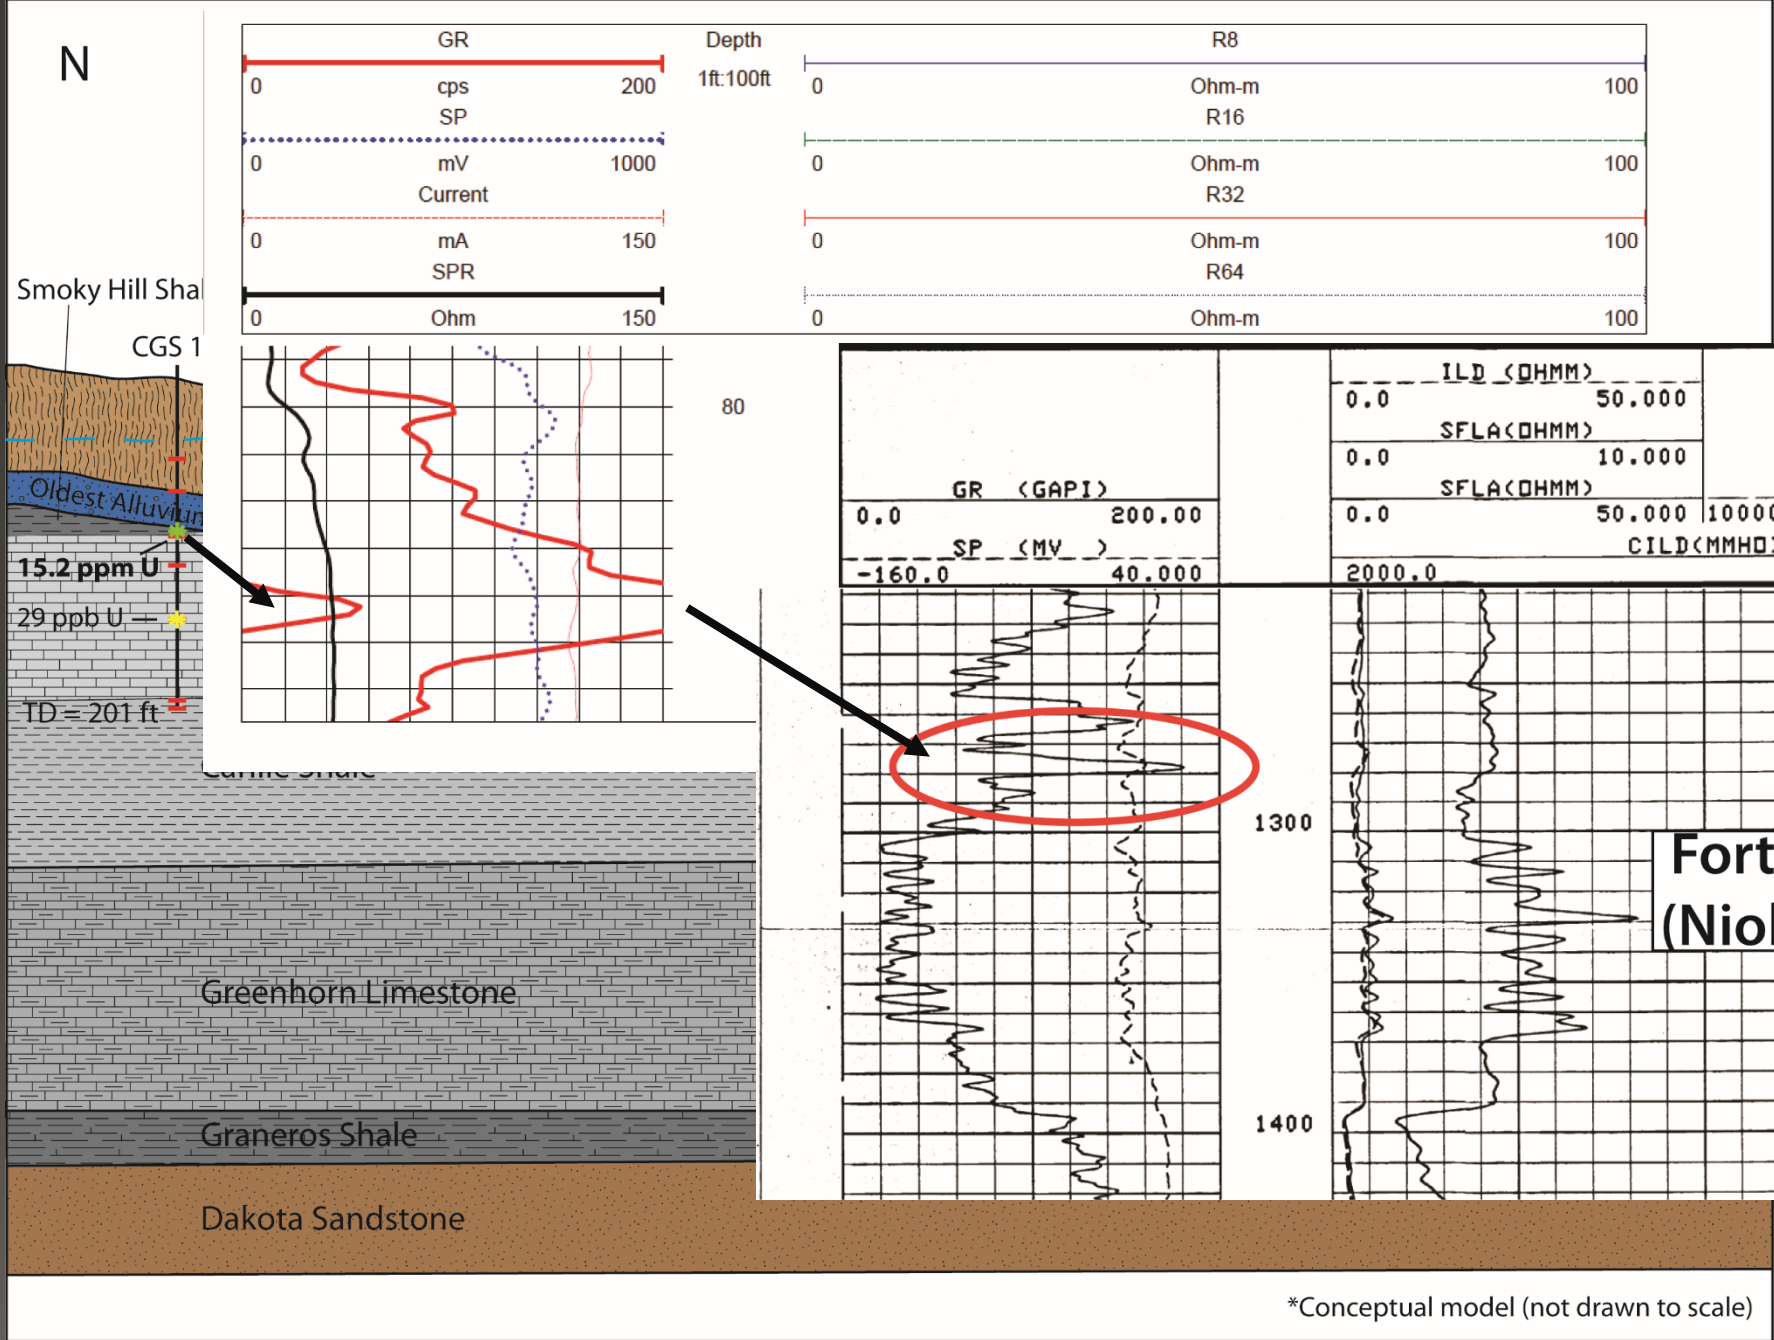 N
GR
0 cps 200
SP
0 mV 1000
Current
0 mA 150
SPR
0 Ohm 150
Depth
1ft:100ft
R8
0 Ohm-m 100
R16
0 Ohm-m 100
R32
0 Ohm-m 100
R64
0 Ohm-m 100
Smoky Hill Shal
CGS 1
Oldest Alluvium
15.2 ppm U
29 ppb U
TD = 201 ft
80
GR (GAPI)
0.0 200.00
SP (MV )
-160.0 40.000
ILD (OHMM)
0.0 50.000
SFLA(OHMM)
0.0 10.000
SFLA(OHMM)
0.0 50.000 10000
CILD(MMHO)
2000.0
1300
1400
Fort
(Niol
Carlile Shale
Greenhorn Limestone
Graneros Shale
Dakota Sandstone
*Conceptual model (not drawn to scale)